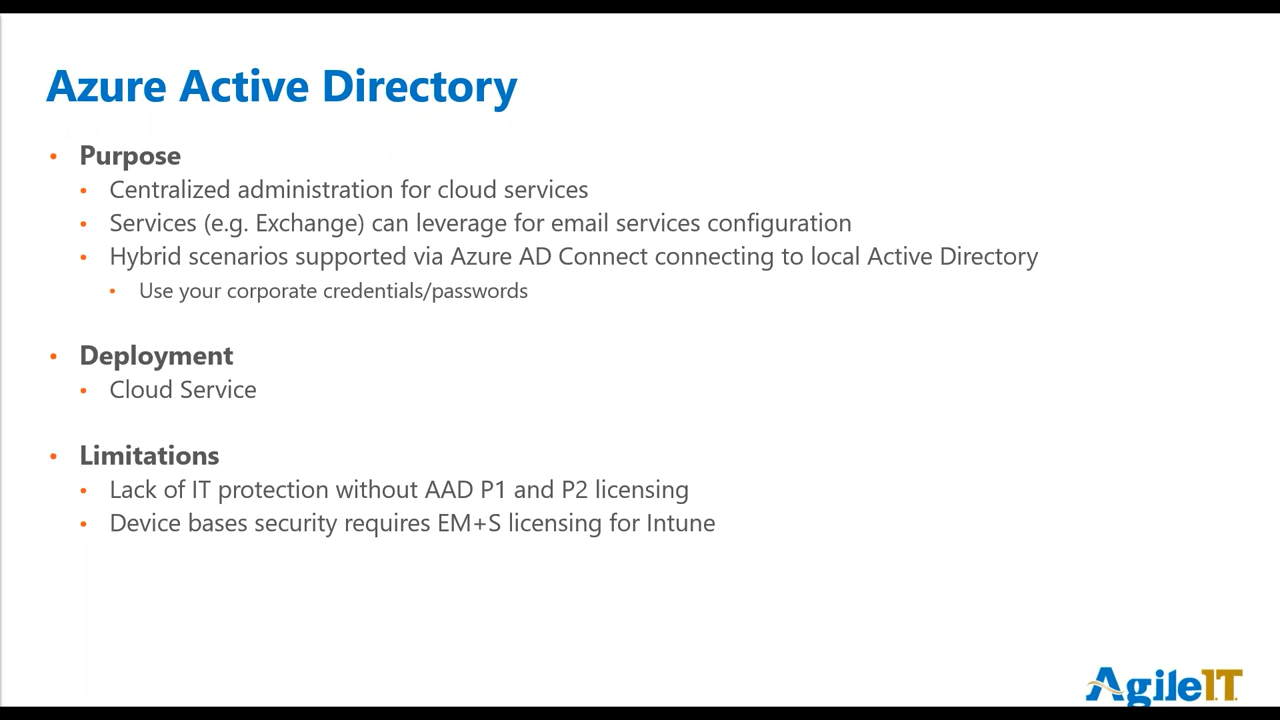 Azure Active Directory
• Purpose
• Centralized administration for cloud services
• Services (e.g. Exchange) can leverage for email services configuration
• Hybrid scenarios supported via Azure AD Connect connecting to local Active Directory
• Use your corporate credentials/passwords
• Deployment
• Cloud Service
• Limitations
• Lack of IT protection without AAD P1 and P2 licensing
• Device bases security requires EM+S licensing for Intune
AgileIT